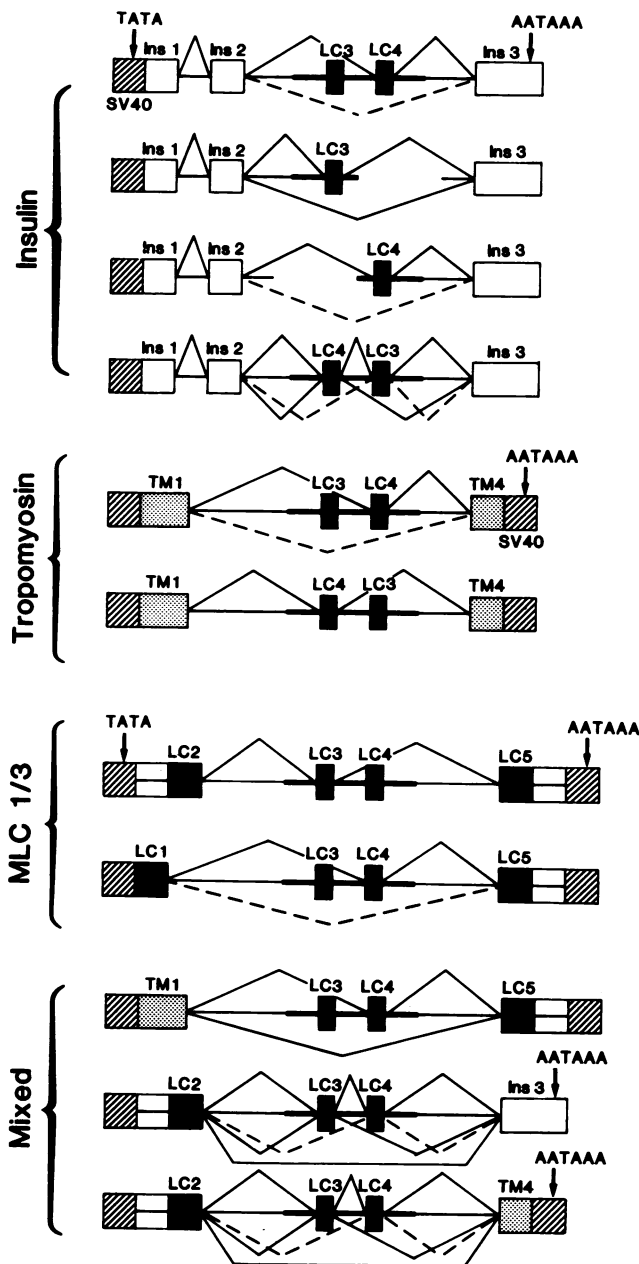 TATA
AATAAA
Ins 1 Ins 2 LC3 LC4 Ins 3
SV40
Ins 1 Ins 2 LC3 Ins 3
Ins 1 Ins 2 LC4 Ins 3
Ins 1 Ins 2 LC4 LC3 Ins 3
Insulin
AATAAA
TM1 LC3 LC4 TM4
SV40
TM1 LC4 LC3 TM4
Tropomyosin
TATA
AATAAA
LC2 LC3 LC4 LC5
LC1 LC3 LC4 LC5
MLC 1/3
TM1 LC3 LC4 LC5
AATAAA
LC2 LC3 LC4 Ins 3
AATAAA
LC2 LC3 LC4 TM4
Mixed